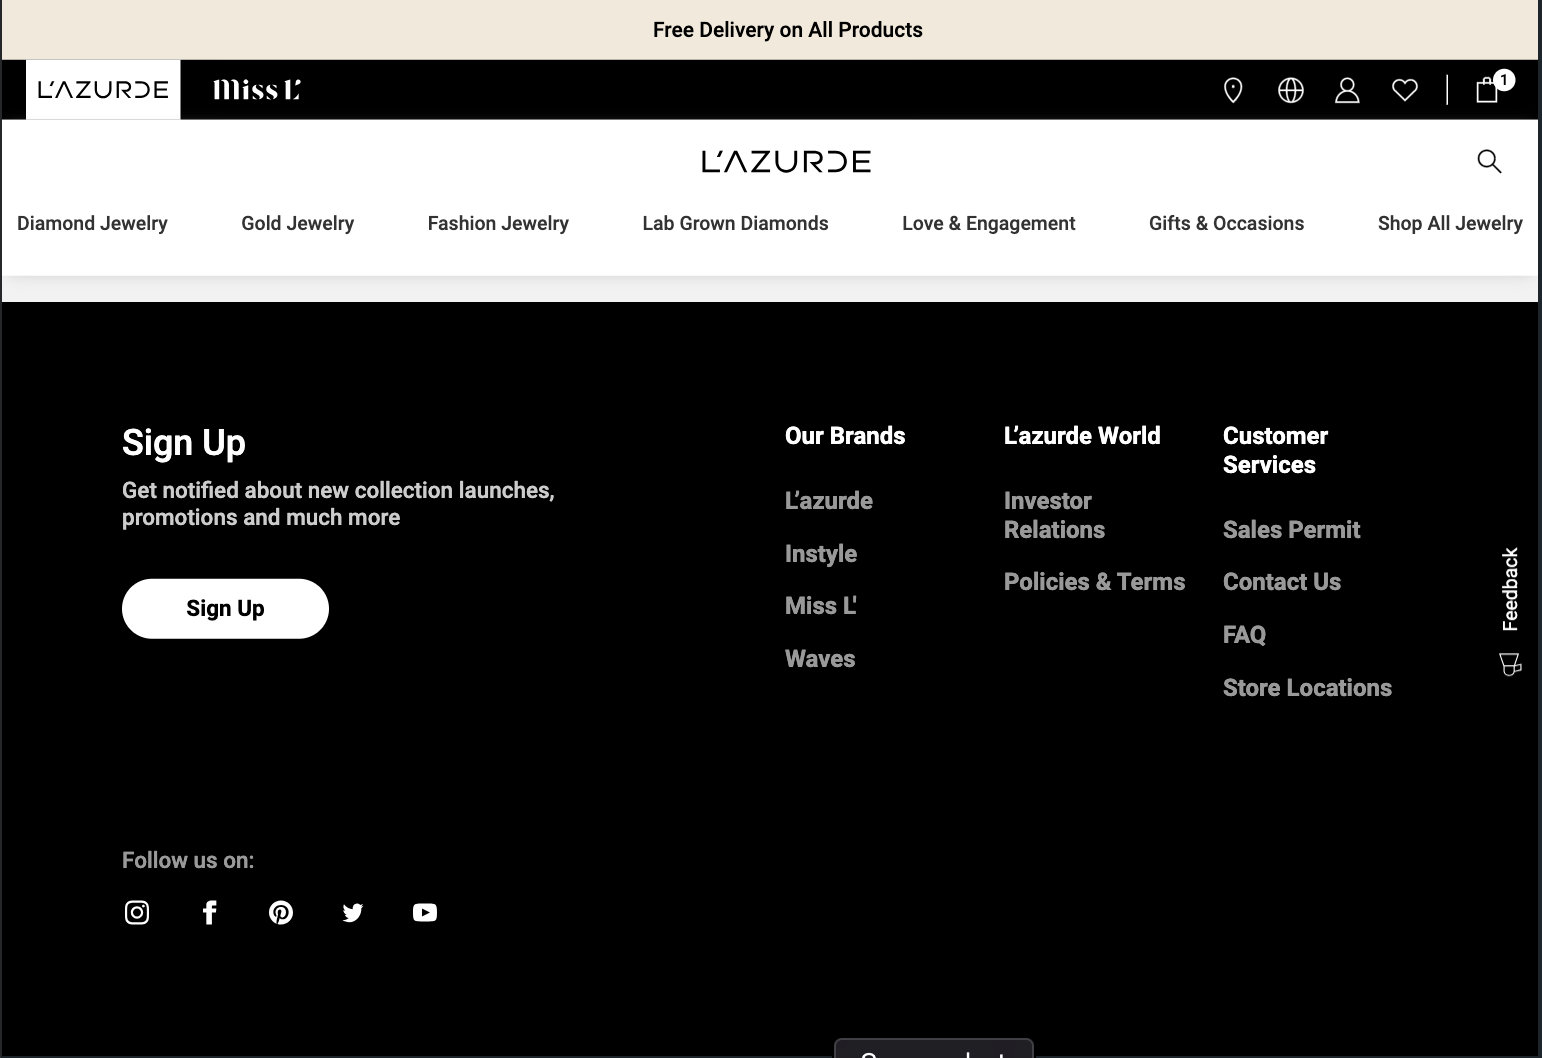 Free Delivery on All Products
L'AZURDE
Miss L'
1
L'AZURDE
Diamond Jewelry
Gold Jewelry
Fashion Jewelry
Lab Grown Diamonds
Love & Engagement
Gifts & Occasions
Shop All Jewelry
Sign Up
Get notified about new collection launches,
promotions and much more
Sign Up
Our Brands
L’azurde
Instyle
Miss L'
Waves
L’azurde World
Investor
Relations
Policies & Terms
Customer
Services
Sales Permit
Contact Us
FAQ
Store Locations
Feedback
Follow us on: